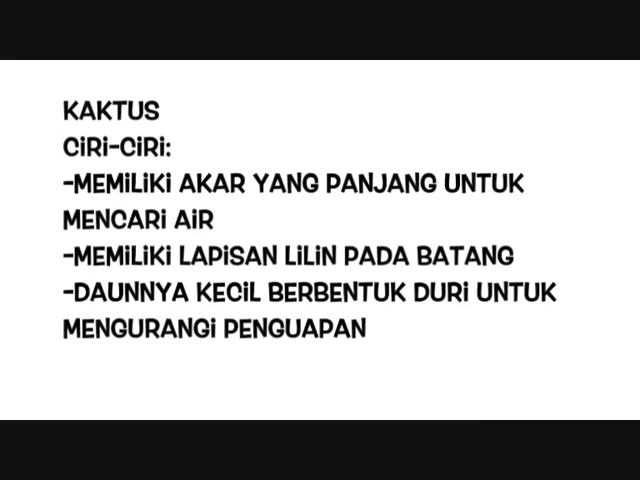 KAKTUS
CiRi-CiRi:
-MEMiLiKi AKAR YANG PANJANG UNTUK
MENCARi AiR
-MEMiLiKi LAPiSAN LiLiN PADA BATANG
-DAUNNYA KECiL BERBENTUK DURi UNTUK
MENGURANGi PENGUAPAN